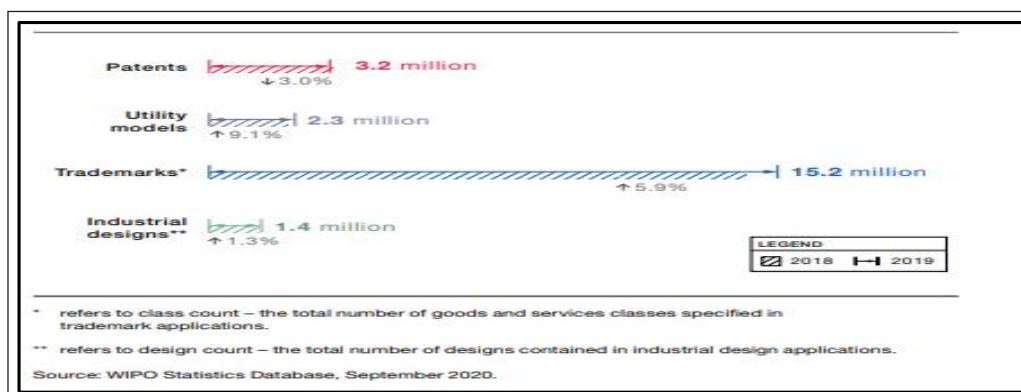 Patents 3.2 million
↓3.0%
Utility
models 2.3 million
↑9.1%
Trademarks* 15.2 million
↑5.9%
Industrial
designs** 1.4 million
↑1.3%
LEGEND
2018 2019
* refers to class count – the total number of goods and services classes specified in
trademark applications.
** refers to design count – the total number of designs contained in industrial design applications.
Source: WIPO Statistics Database, September 2020.